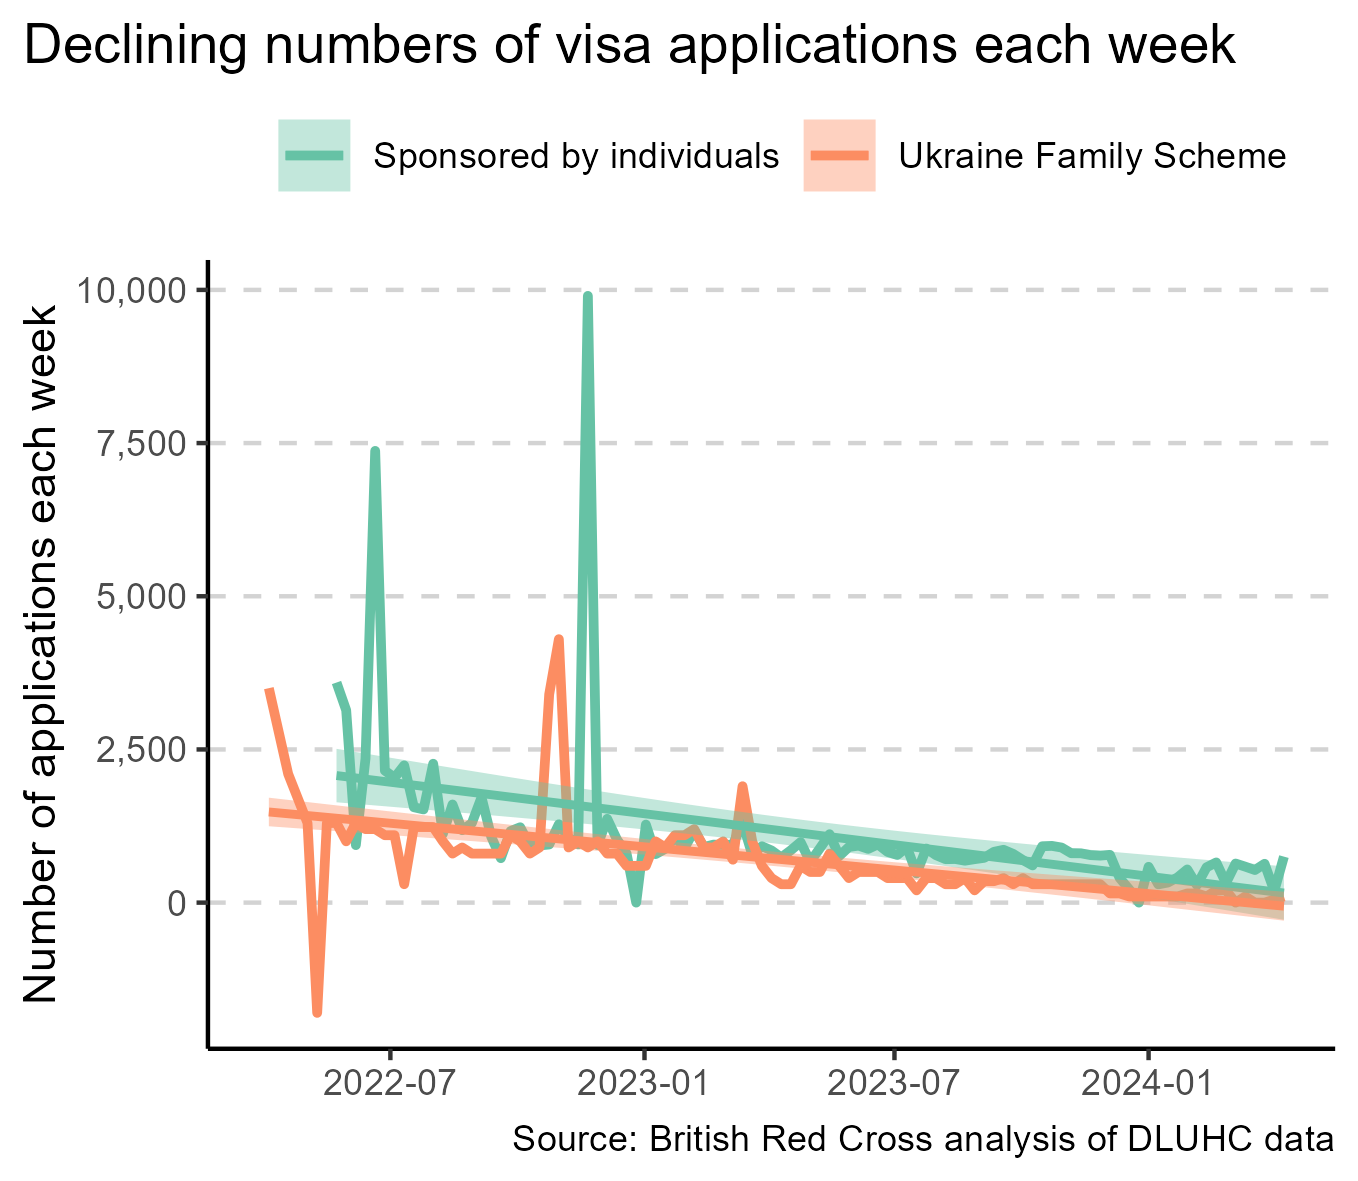 Declining numbers of visa applications each week
Sponsored by individuals
Ukraine Family Scheme
Number of applications each week
10,000
7,500
5,000
2,500
0
2022-07
2023-01
2023-07
2024-01
Source: British Red Cross analysis of DLUHC data